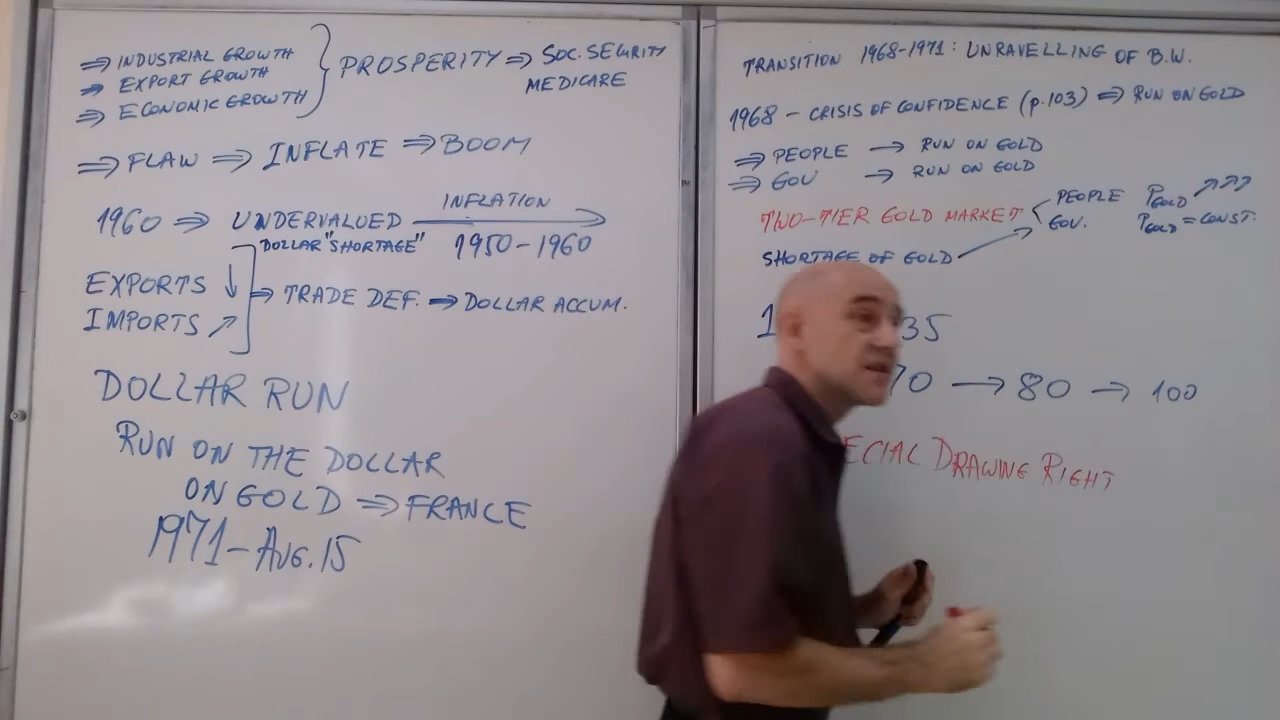 ⇒ INDUSTRIAL GROWTH
⇒ EXPORT GROWTH
⇒ ECONOMIC GROWTH
} PROSPERITY ⇒ SOC. SECURITY
MEDICARE
⇒ FLAW ⇒ INFLATE ⇒ BOOM
1960 ⇒ UNDERVALUED
INFLATION
DOLLAR "SHORTAGE" 1950-1960
EXPORTS ↓
IMPORTS ↗
⇒ TRADE DEF. ⇒ DOLLAR ACCUM.
DOLLAR RUN
RUN ON THE DOLLAR
ON GOLD ⇒ FRANCE
1971-AUG.15
TRANSITION 1968-1971: UNRAVELLING OF B.W.
1968 - CRISIS OF CONFIDENCE (p.103) ⇒ RUN ON GOLD
⇒ PEOPLE → RUN ON GOLD
⇒ GOV → RUN ON GOLD
TWO-TIER GOLD MARKET
PEOPLE P GOLD ↗↗↗
GOV. P GOLD = CONST.
SHORTAGE OF GOLD
35
70 → 80 → 100
DRAWING RIGHT